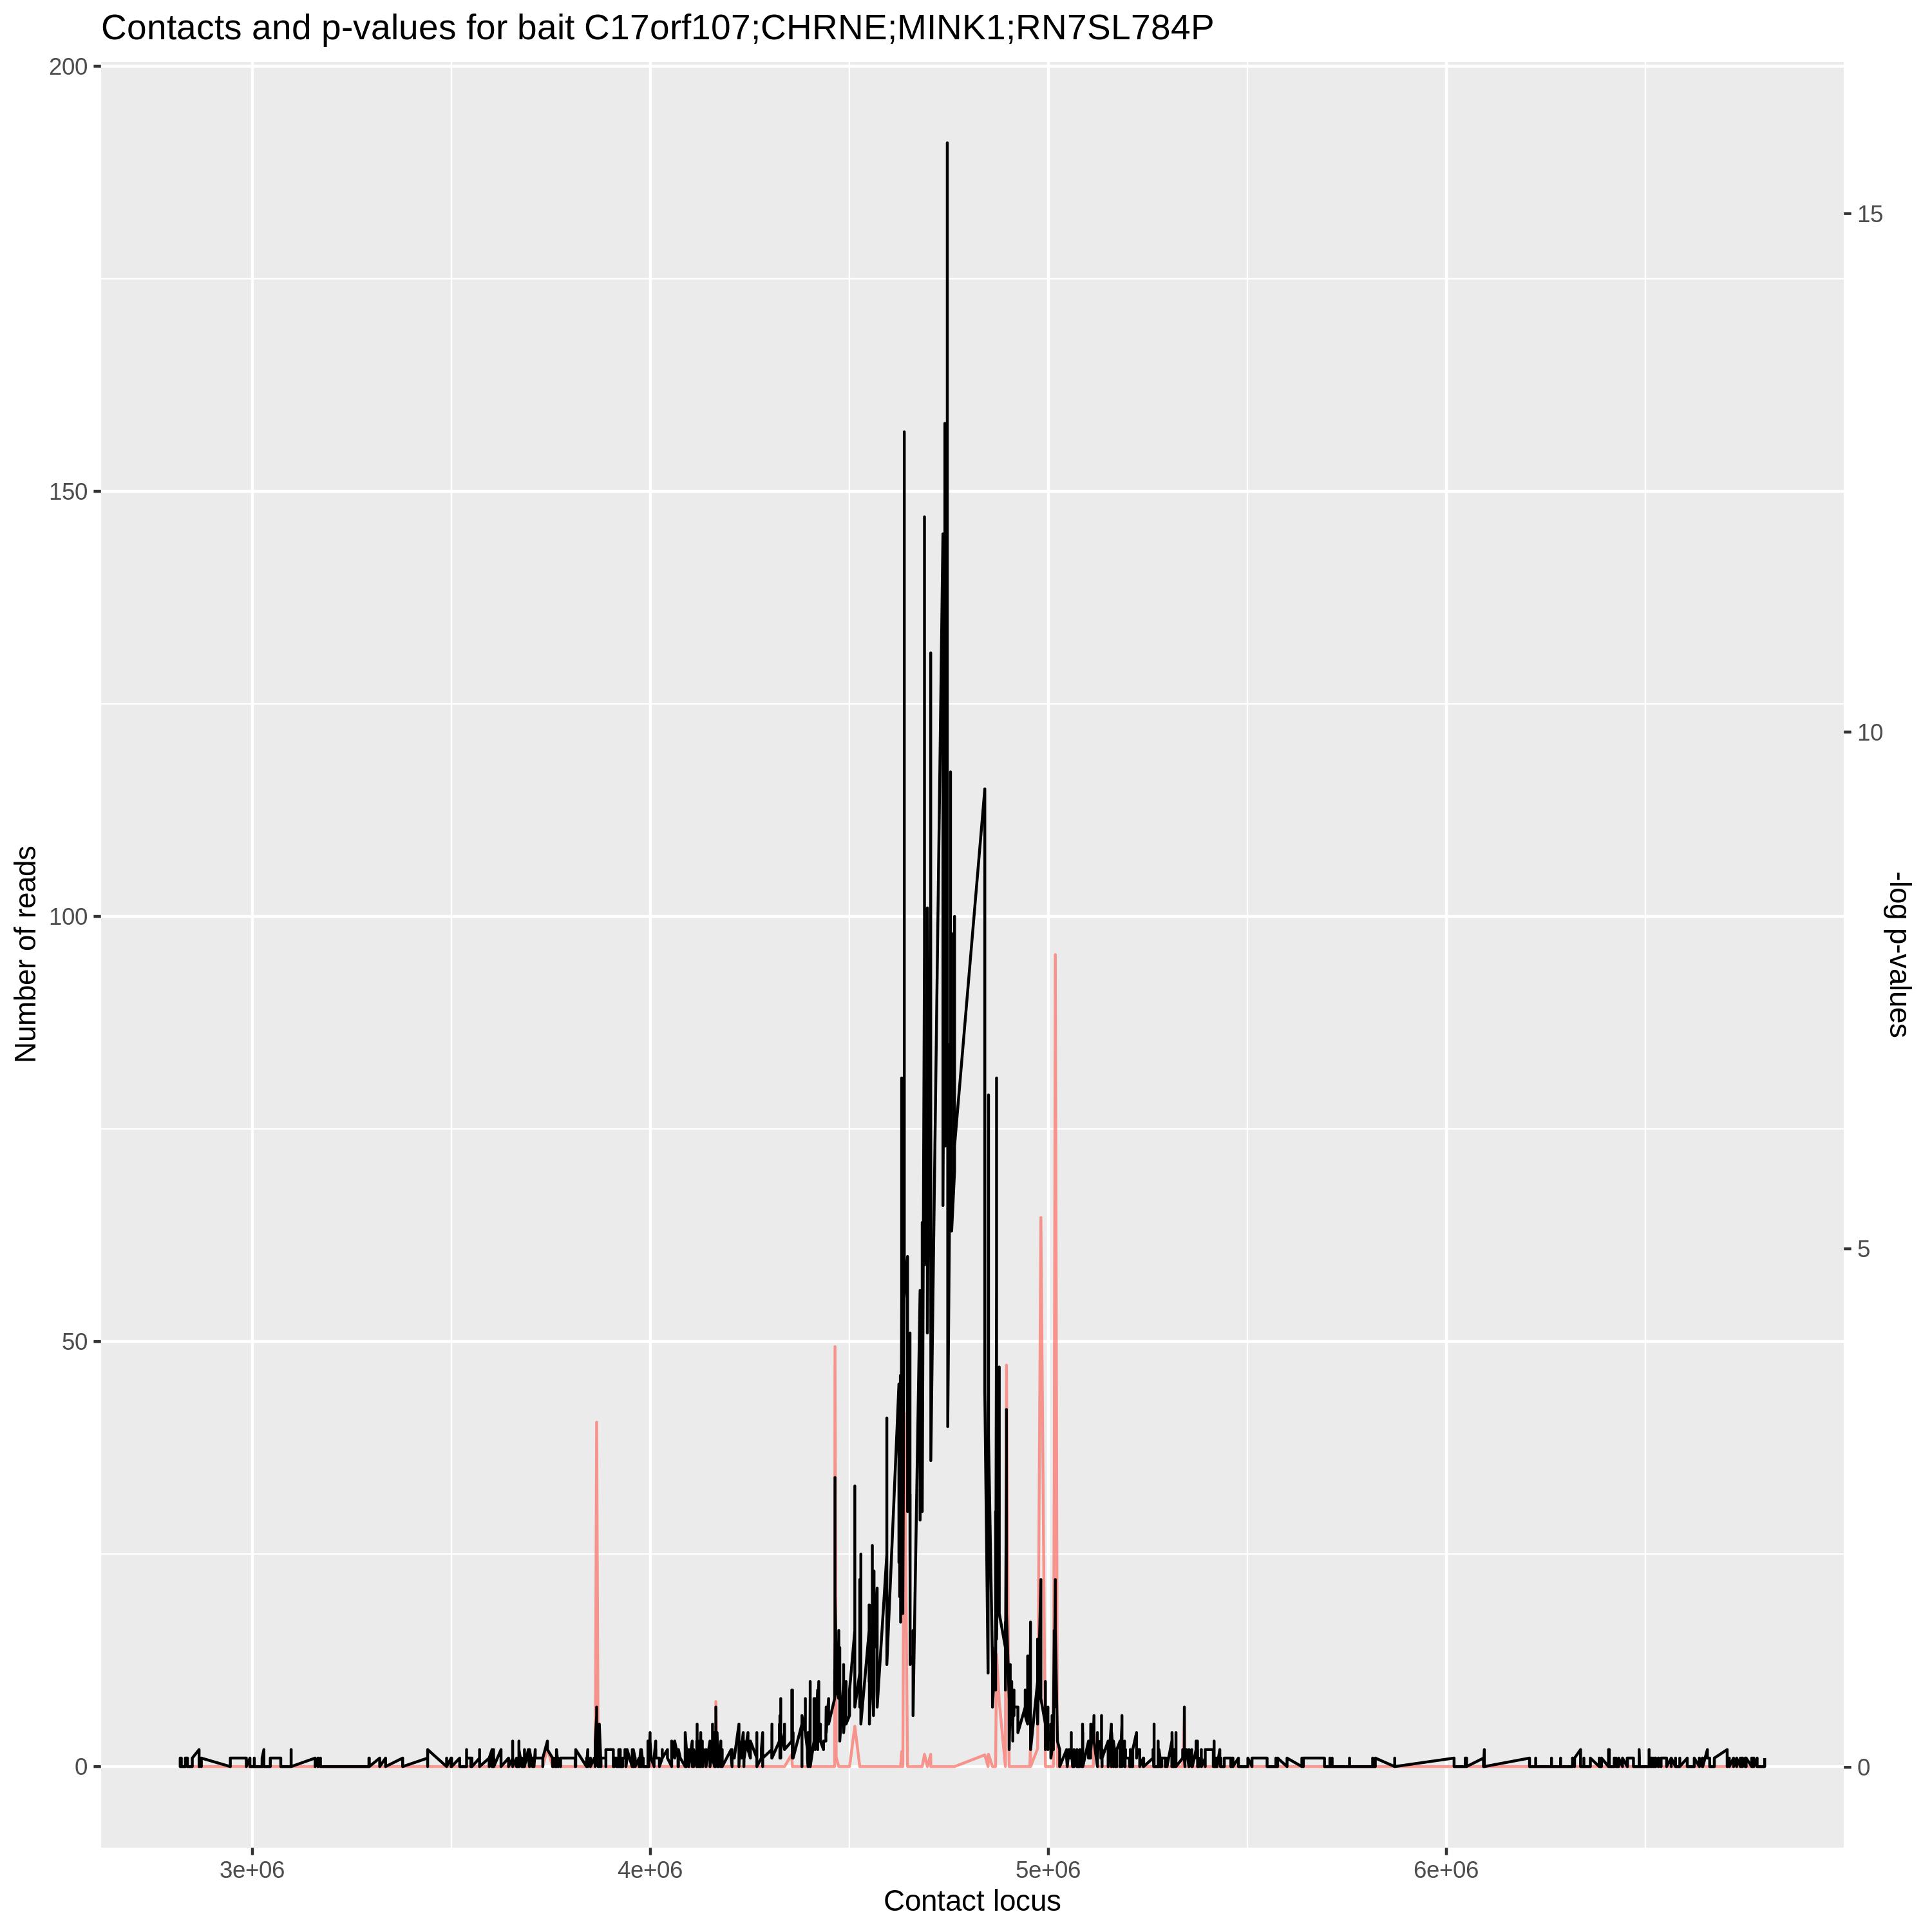 Contacts and p-values for bait C17orf107;CHRNE;MINK1;RN7SL784P
200
150
100
50
0
Number of reads
15
10
5
0
-log p-values
3e+06
4e+06
5e+06
6e+06
Contact locus